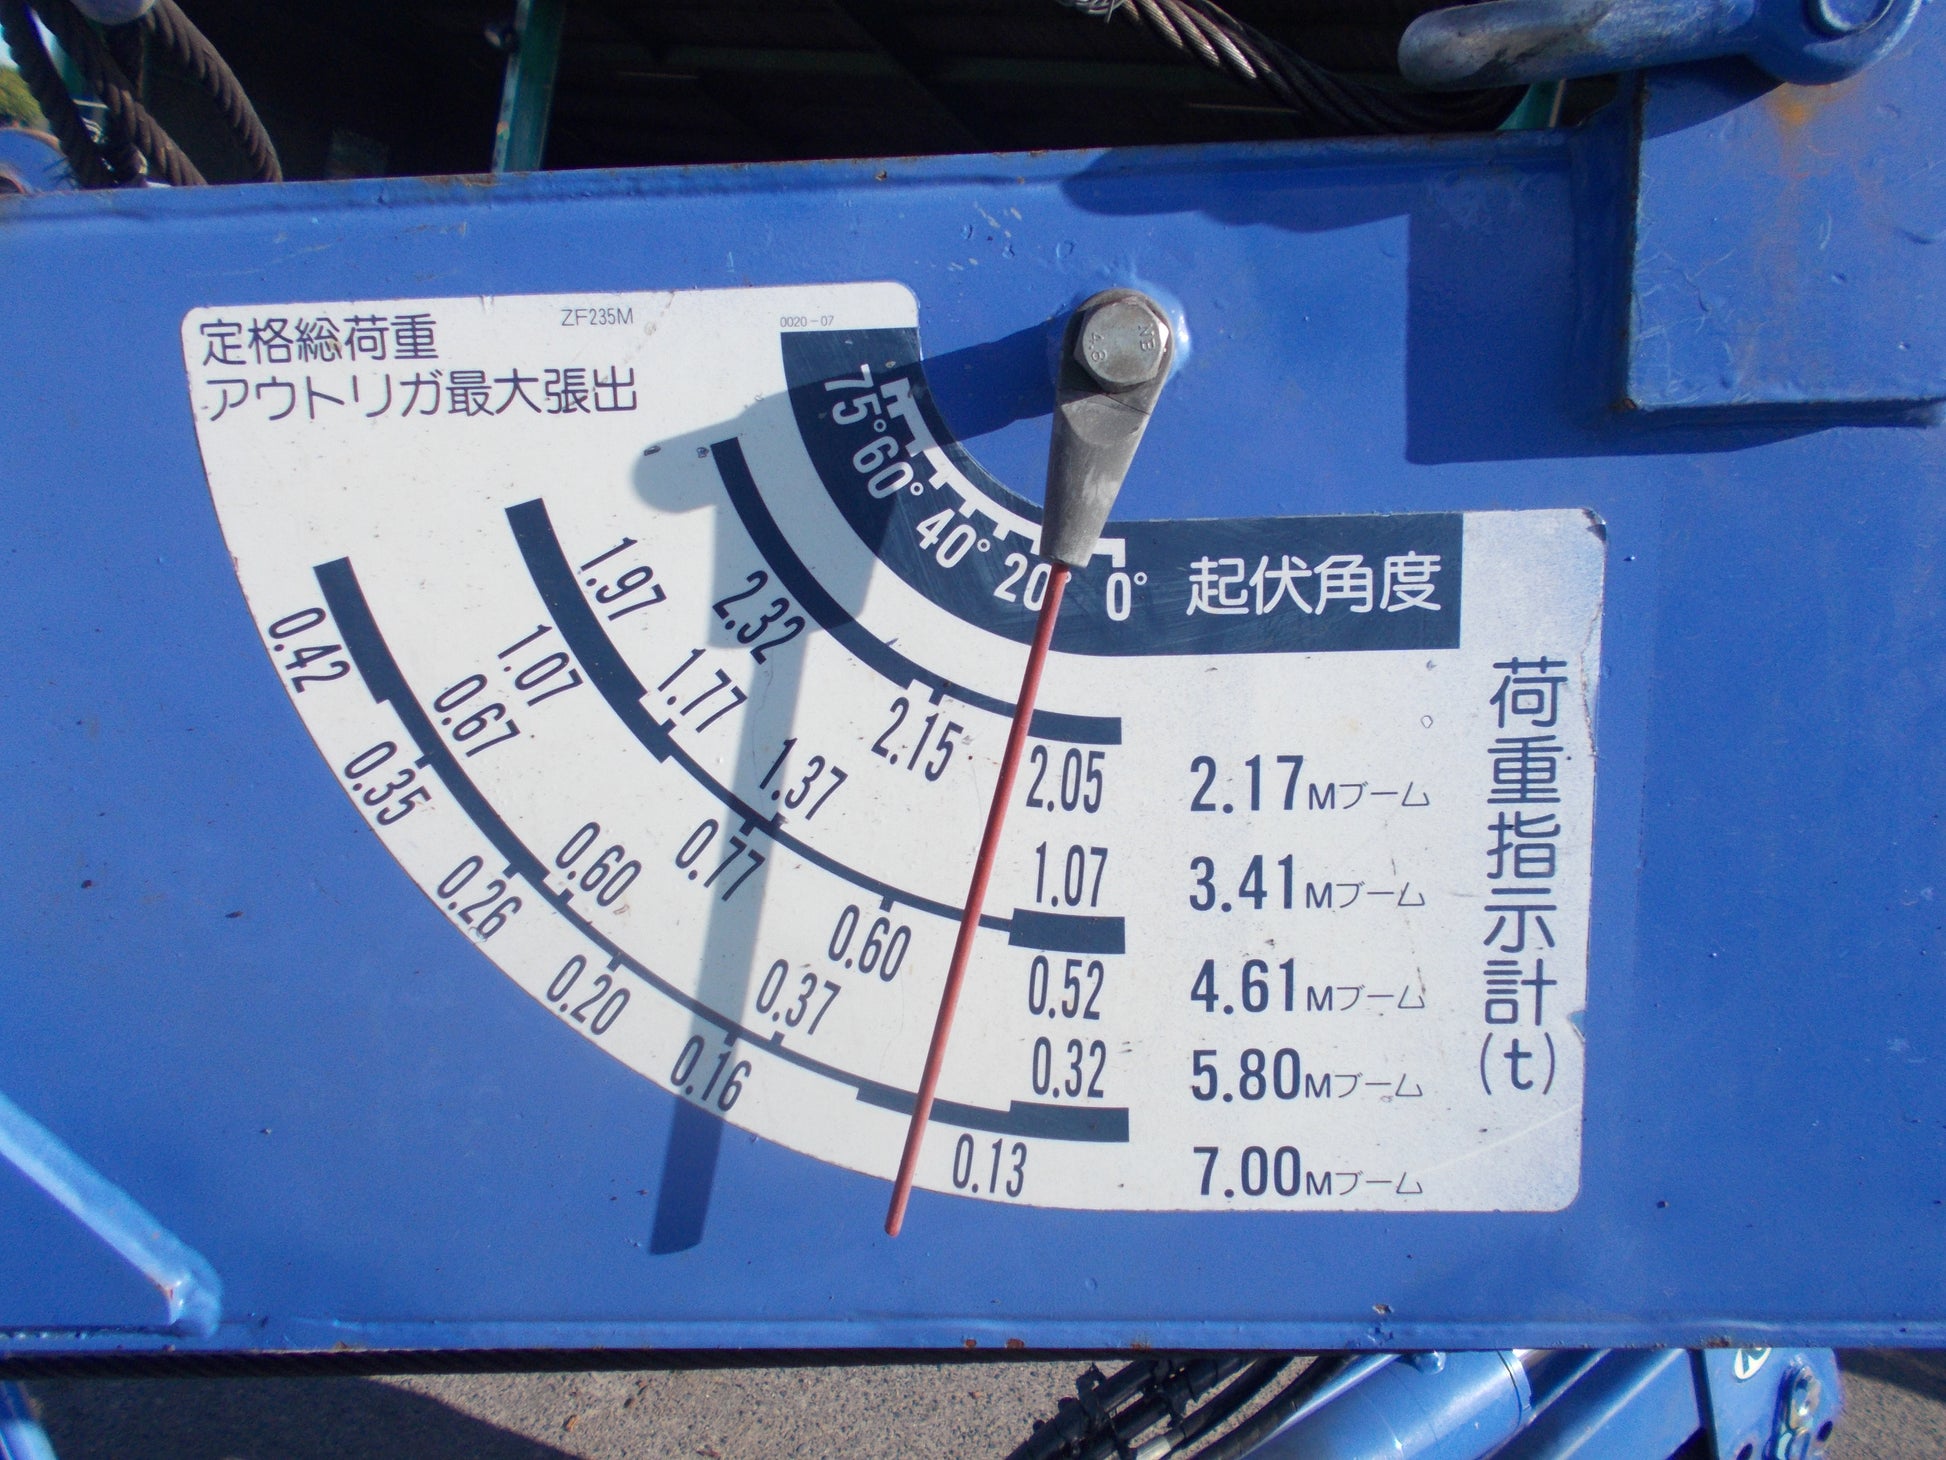 定格総荷重
アウトリガ最大張出
ZF235M
0020-07
75° 60° 40° 20° 0° 起伏角度
荷重指示計(t)
2.32 2.15 2.05 2.17Mブーム
1.97 1.77 1.37 1.07 3.41Mブーム
1.07 0.77 0.60 0.52 4.61Mブーム
0.67 0.60 0.37 0.32 5.80Mブーム
0.42 0.35 0.26 0.20 0.16 0.13 7.00Mブーム
4.8